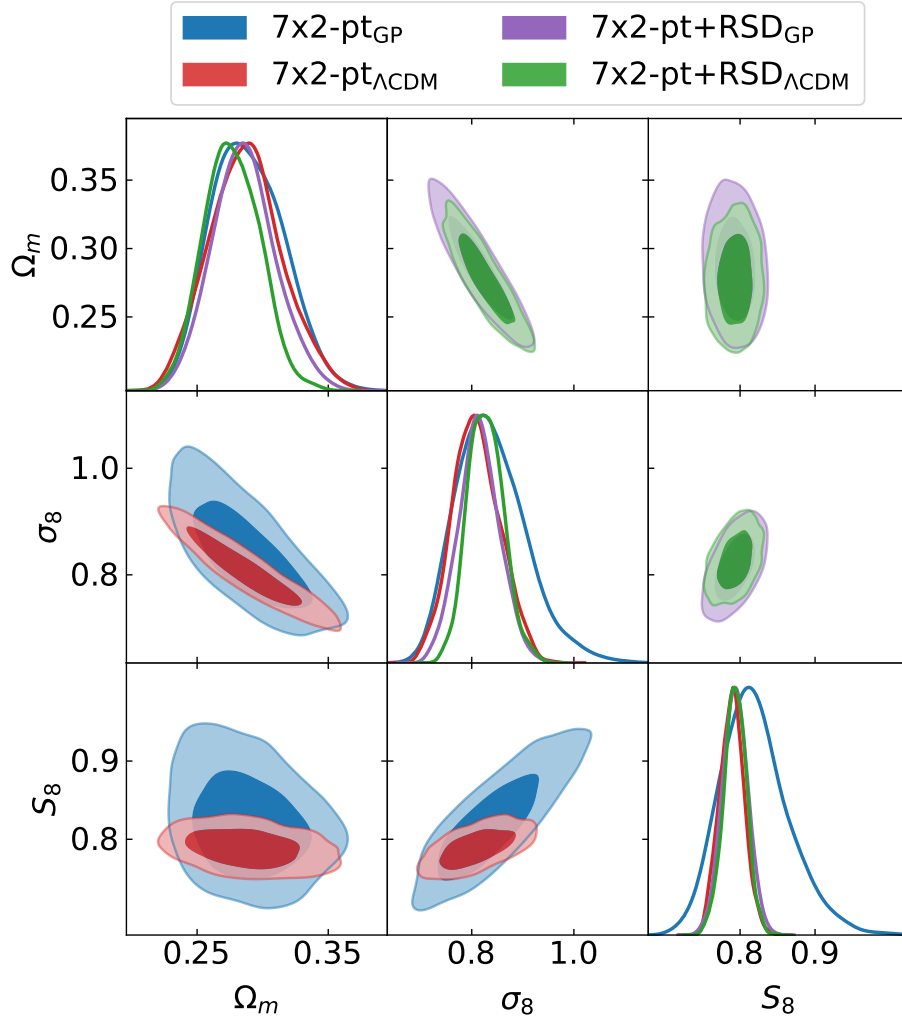 7x2-pt_GP 7x2-pt+RSD_GP
7x2-pt_ΛCDM 7x2-pt+RSD_ΛCDM
0.35
0.30
0.25
Ω_m
1.0
0.8
σ_8
0.9
0.8
S_8
0.25 0.35 0.8 1.0 0.8 0.9
Ω_m σ_8 S_8